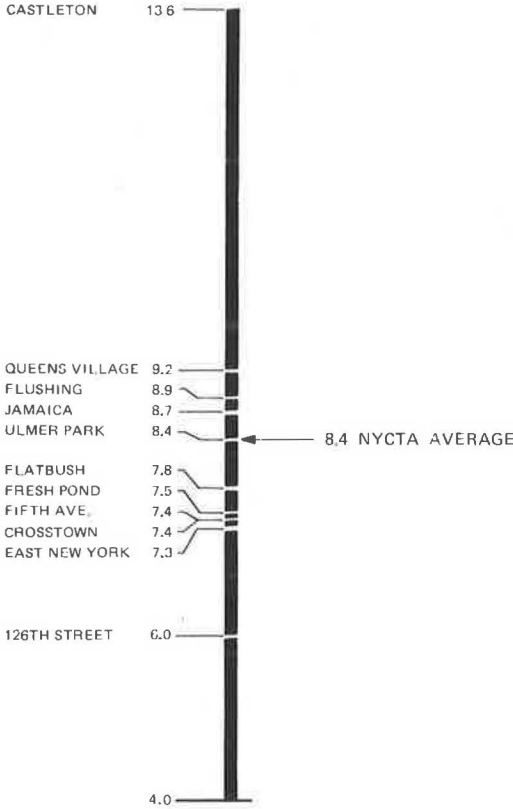 CASTLETON 13 6
QUEENS VILLAGE 9.2
FLUSHING 8.9
JAMAICA 8.7
ULMER PARK 8.4
8.4 NYCTA AVERAGE
FLATBUSH 7.8
FRESH POND 7.5
FIFTH AVE. 7.4
CROSSTOWN 7.4
EAST NEW YORK 7.3
126TH STREET 6.0
4.0